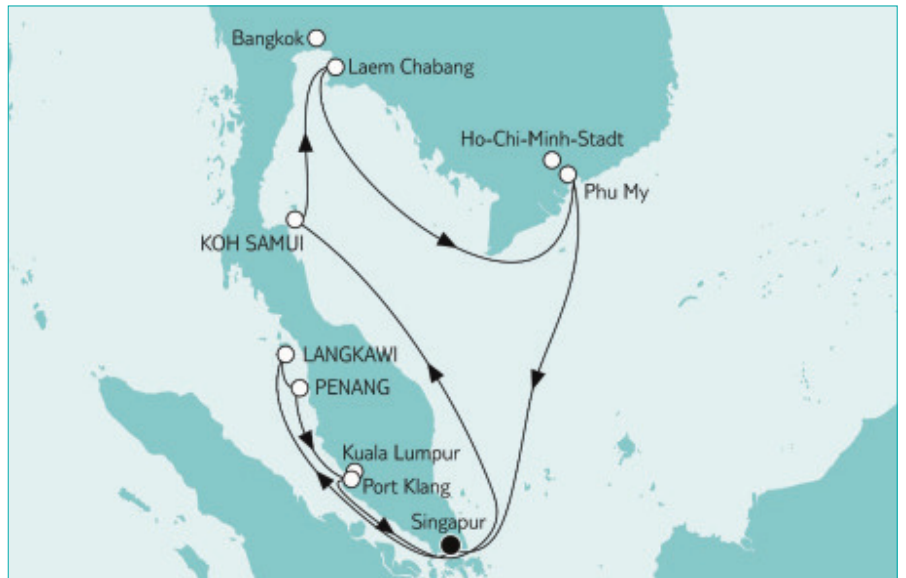 Bangkok
Laem Chabang
Ho-Chi-Minh-Stadt
Phu My
KOH SAMUI
LANGKAWI
PENANG
Kuala Lumpur
Port Klang
Singapur